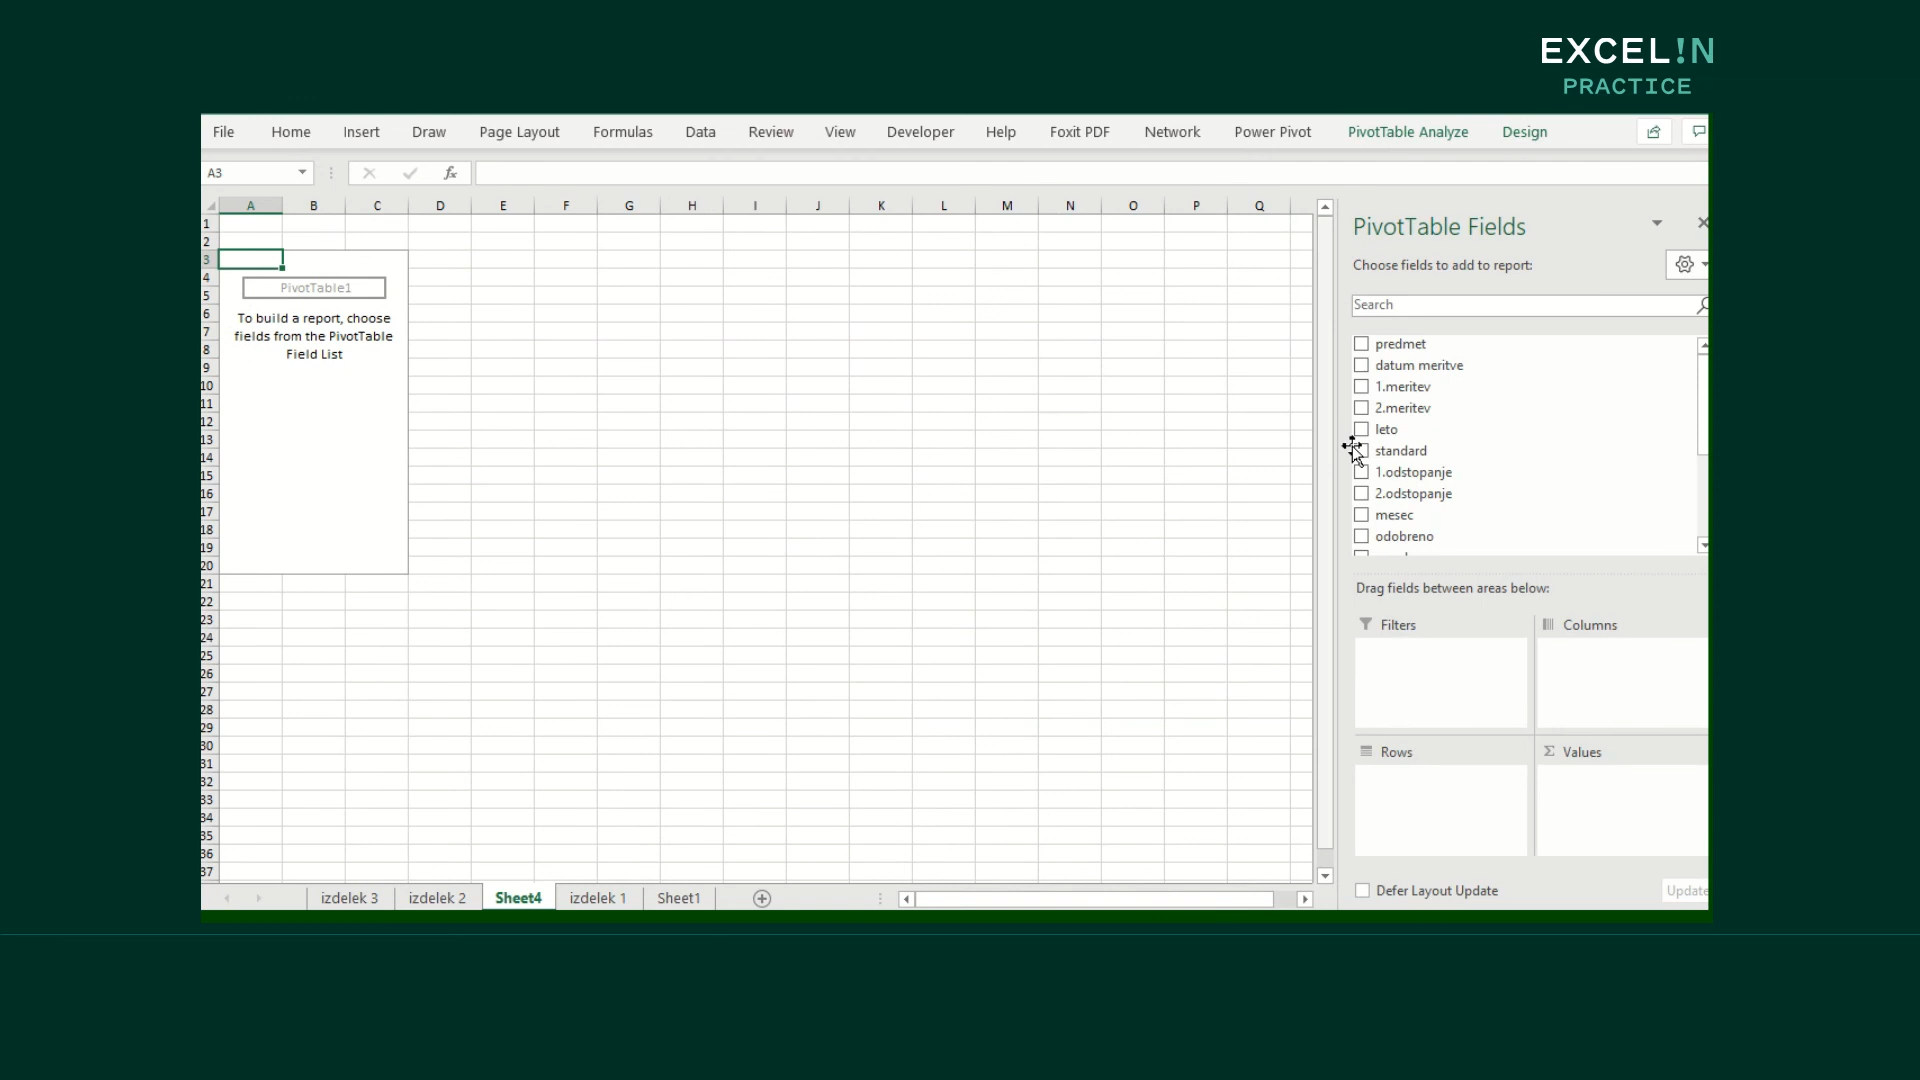 EXCEL!N
PRACTICE
File Home Insert Draw Page Layout Formulas Data Review View Developer Help Foxit PDF Network Power Pivot PivotTable Analyze Design
A3 fx
A B C D E F G H I J K L M N O P Q
1
2
3
4
5
6
7
8
9
10
11
12
13
14
15
16
17
18
19
20
21
22
23
24
25
26
27
28
29
30
31
32
33
34
35
36
37
PivotTable1
To build a report, choose
fields from the PivotTable
Field List
PivotTable Fields
Choose fields to add to report:
Search
predmet
datum meritve
1.meritev
2.meritev
leto
standard
1.odstopanje
2.odstopanje
mesec
odobreno
Drag fields between areas below:
Filters
Columns
Rows
Σ Values
Defer Layout Update
Update
izdelek 3 izdelek 2 Sheet4 izdelek 1 Sheet1